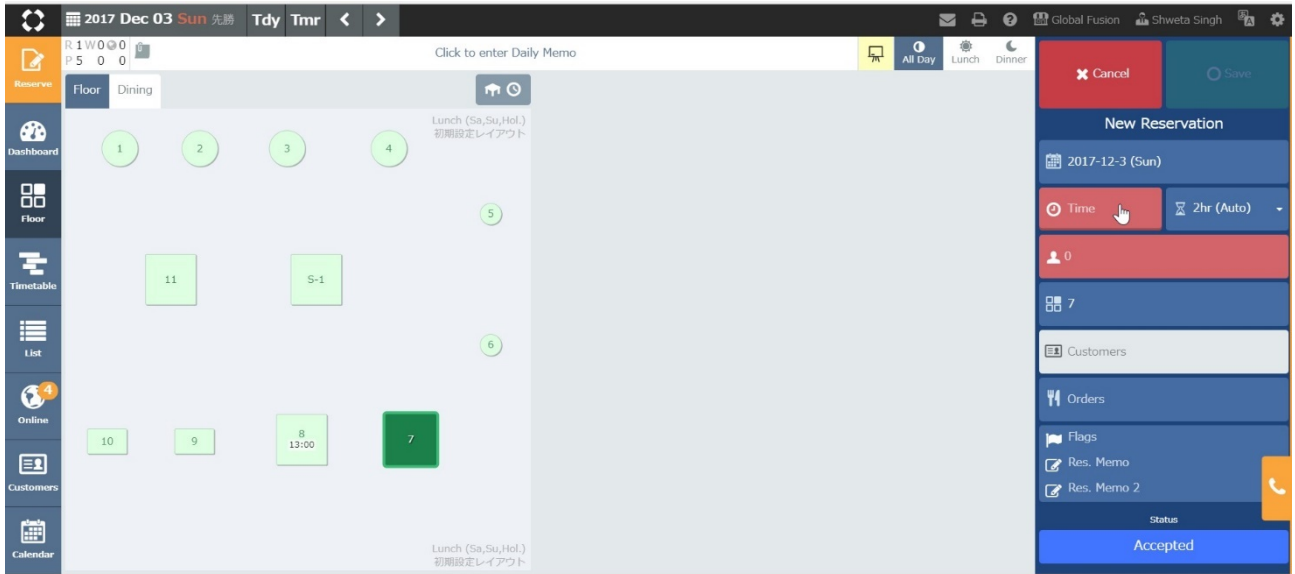 2017 Dec 03 Sun 先勝 Tdy Tmr
Global Fusion Shweta Singh
R 1 W 0 0
P 5 0 0
Click to enter Daily Memo
All Day Lunch Dinner
Reserve
Dashboard
Floor
Timetable
List
4
Online
Customers
Calendar
Floor Dining
Lunch (Sa,Su,Hol.)
初期設定レイアウト
1 2 3 4
5
11 S-1
6
10 9 8 7
13:00
Lunch (Sa,Su,Hol.)
初期設定レイアウト
Cancel Save
New Reservation
2017-12-3 (Sun)
Time 2hr (Auto)
0
7
Customers
Orders
Flags
Res. Memo
Res. Memo 2
Status
Accepted